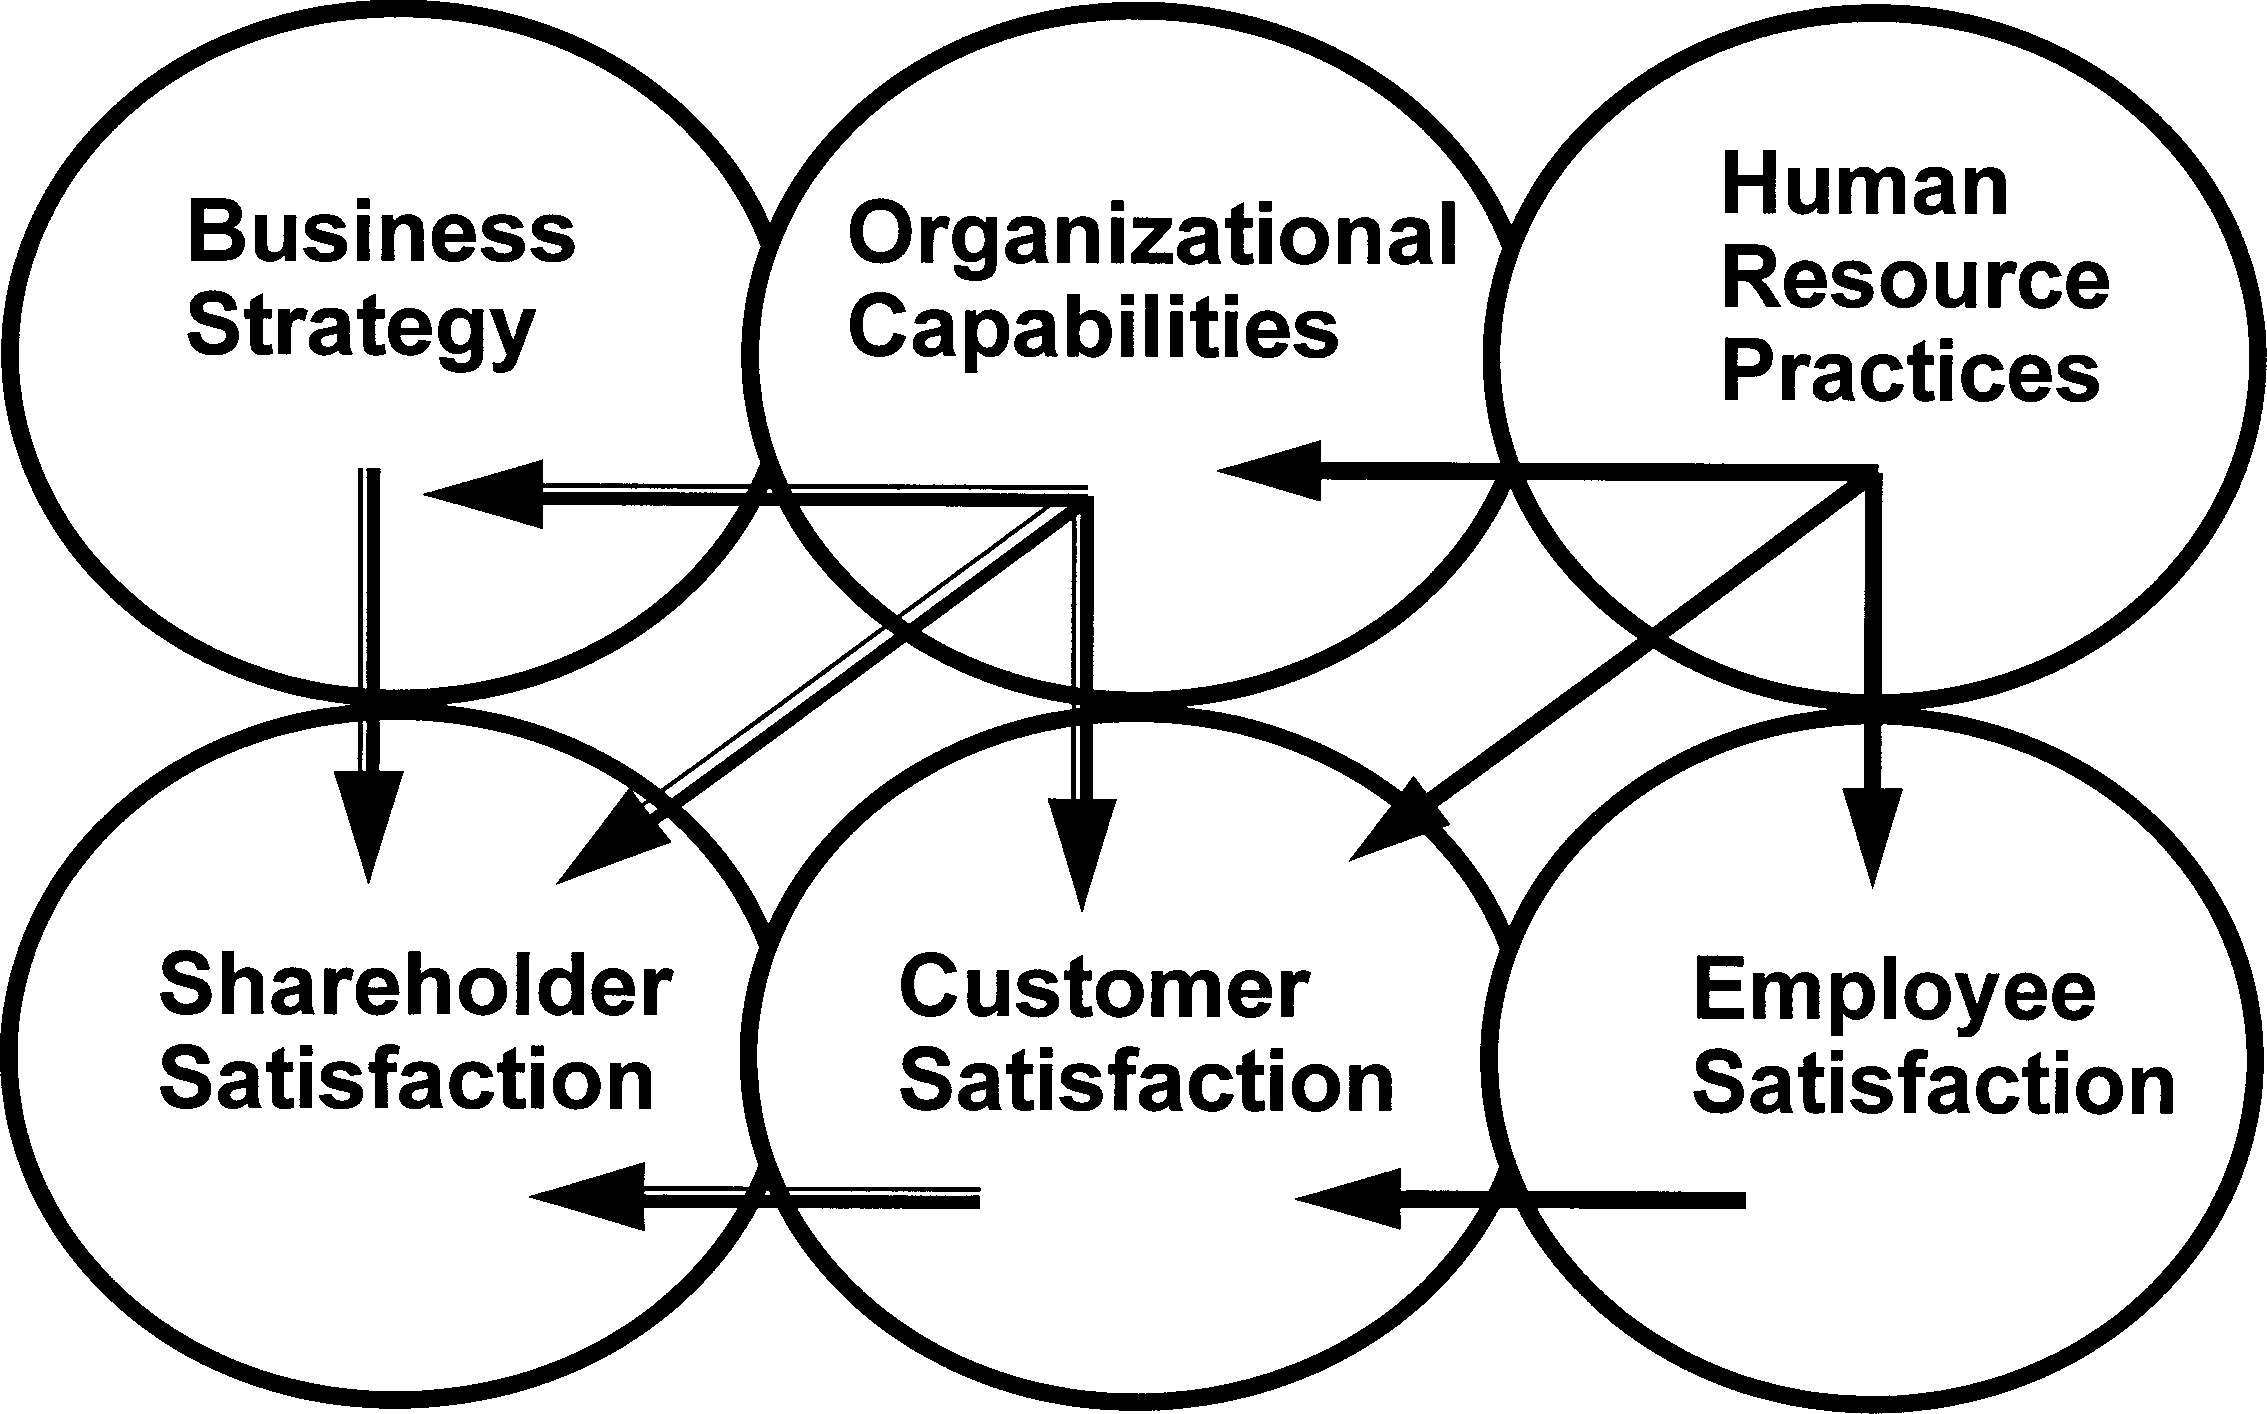 Business
Strategy
Organizational
Capabilities
Human
Resource
Practices
Shareholder
Satisfaction
Customer
Satisfaction
Employee
Satisfaction